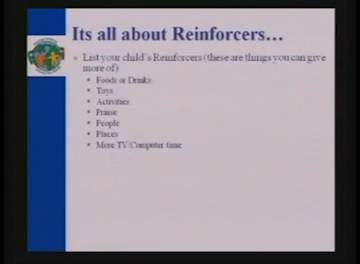 Its all about Reinforcers…
List your child's Reinforcers (these are things you can give
more of)
Foods or Drinks
Toys
Activities
Praise
People
Places
More TV/Computer time